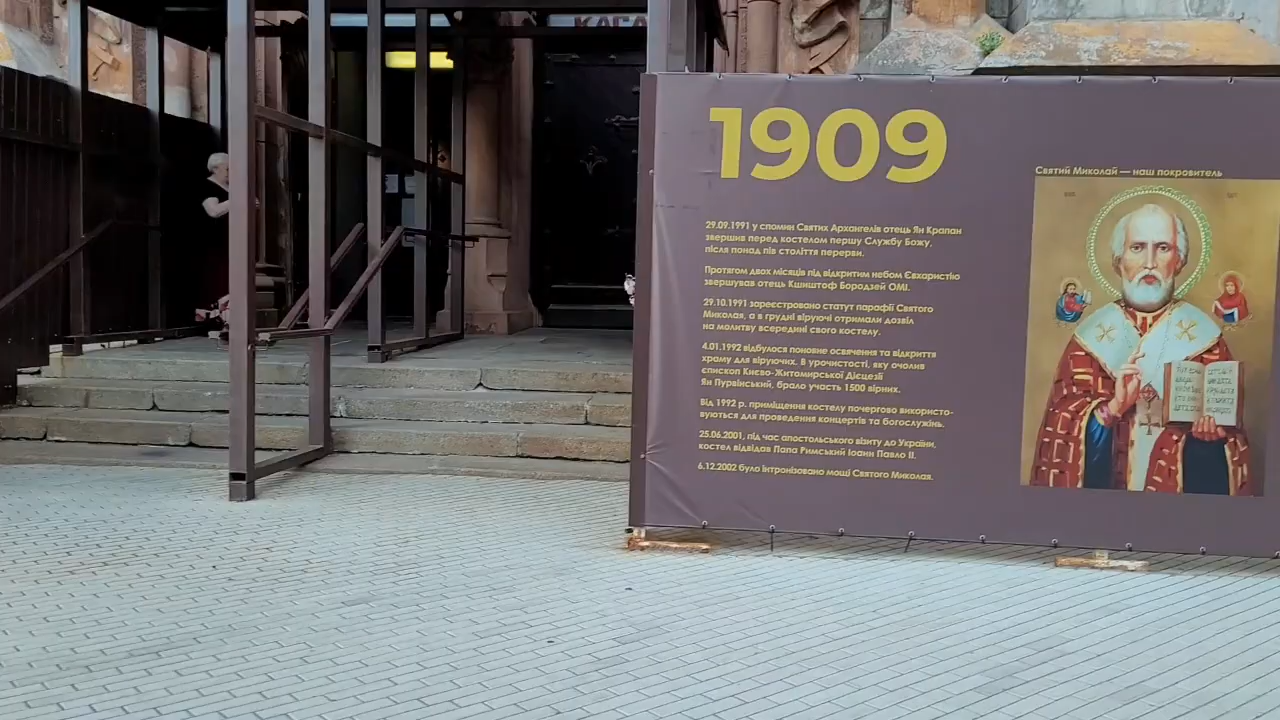 КАСА
1909
Святий Миколай — наш покровитель
29.09.1991 у спомин Святих Архангелів отець Ян Крапан
звершив перед костелом першу Службу Божу,
після понад пів століття перерви.
Протягом двох місяців під відкритим небом Євхаристію
звершував отець Кшиштоф Бородзей ОМІ.
29.10.1991 зареєстровано статут парафії Святого
Миколая, а в грудні віруючі отримали дозвіл
на молитву всередині свого костелу.
4.01.1992 відбулося поновне освячення та відкриття
храму для віруючих. В урочистості, яку очолив
єпископ Києво-Житомирської Дієцезії
Ян Пурвінський, брало участь 1500 вірних.
Від 1992 р. приміщення костелу почергово використо-
вуються для проведення концертів та богослужінь.
25.06.2001, під час апостольського візиту до України,
костел відвідав Папа Римський Іоанн Павло ІІ.
6.12.2002 було інтронізовано мощі Святого Миколая.